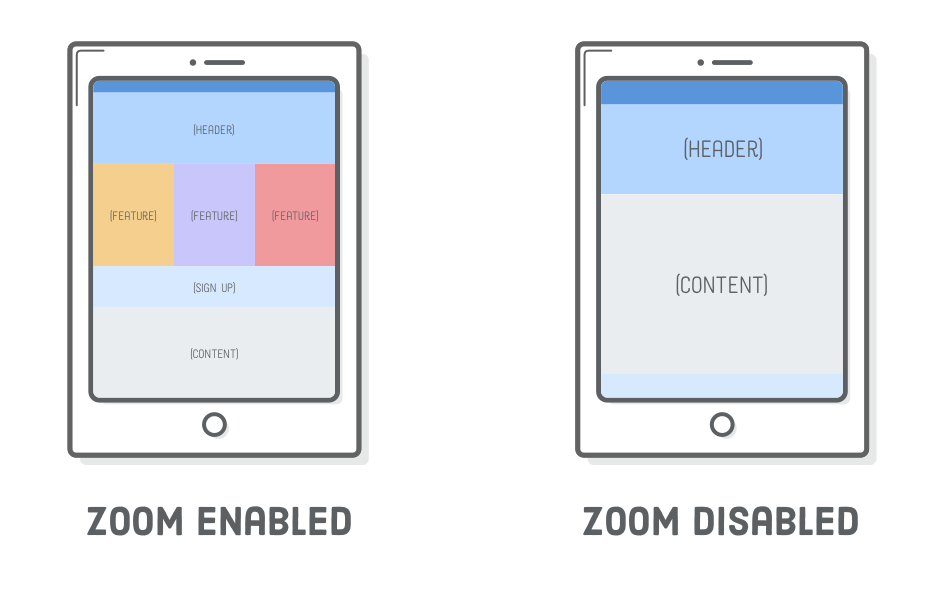 (HEADER)
(FEATURE) (FEATURE) (FEATURE)
(SIGN UP)
(CONTENT)
ZOOM ENABLED
(HEADER)
(CONTENT)
ZOOM DISABLED